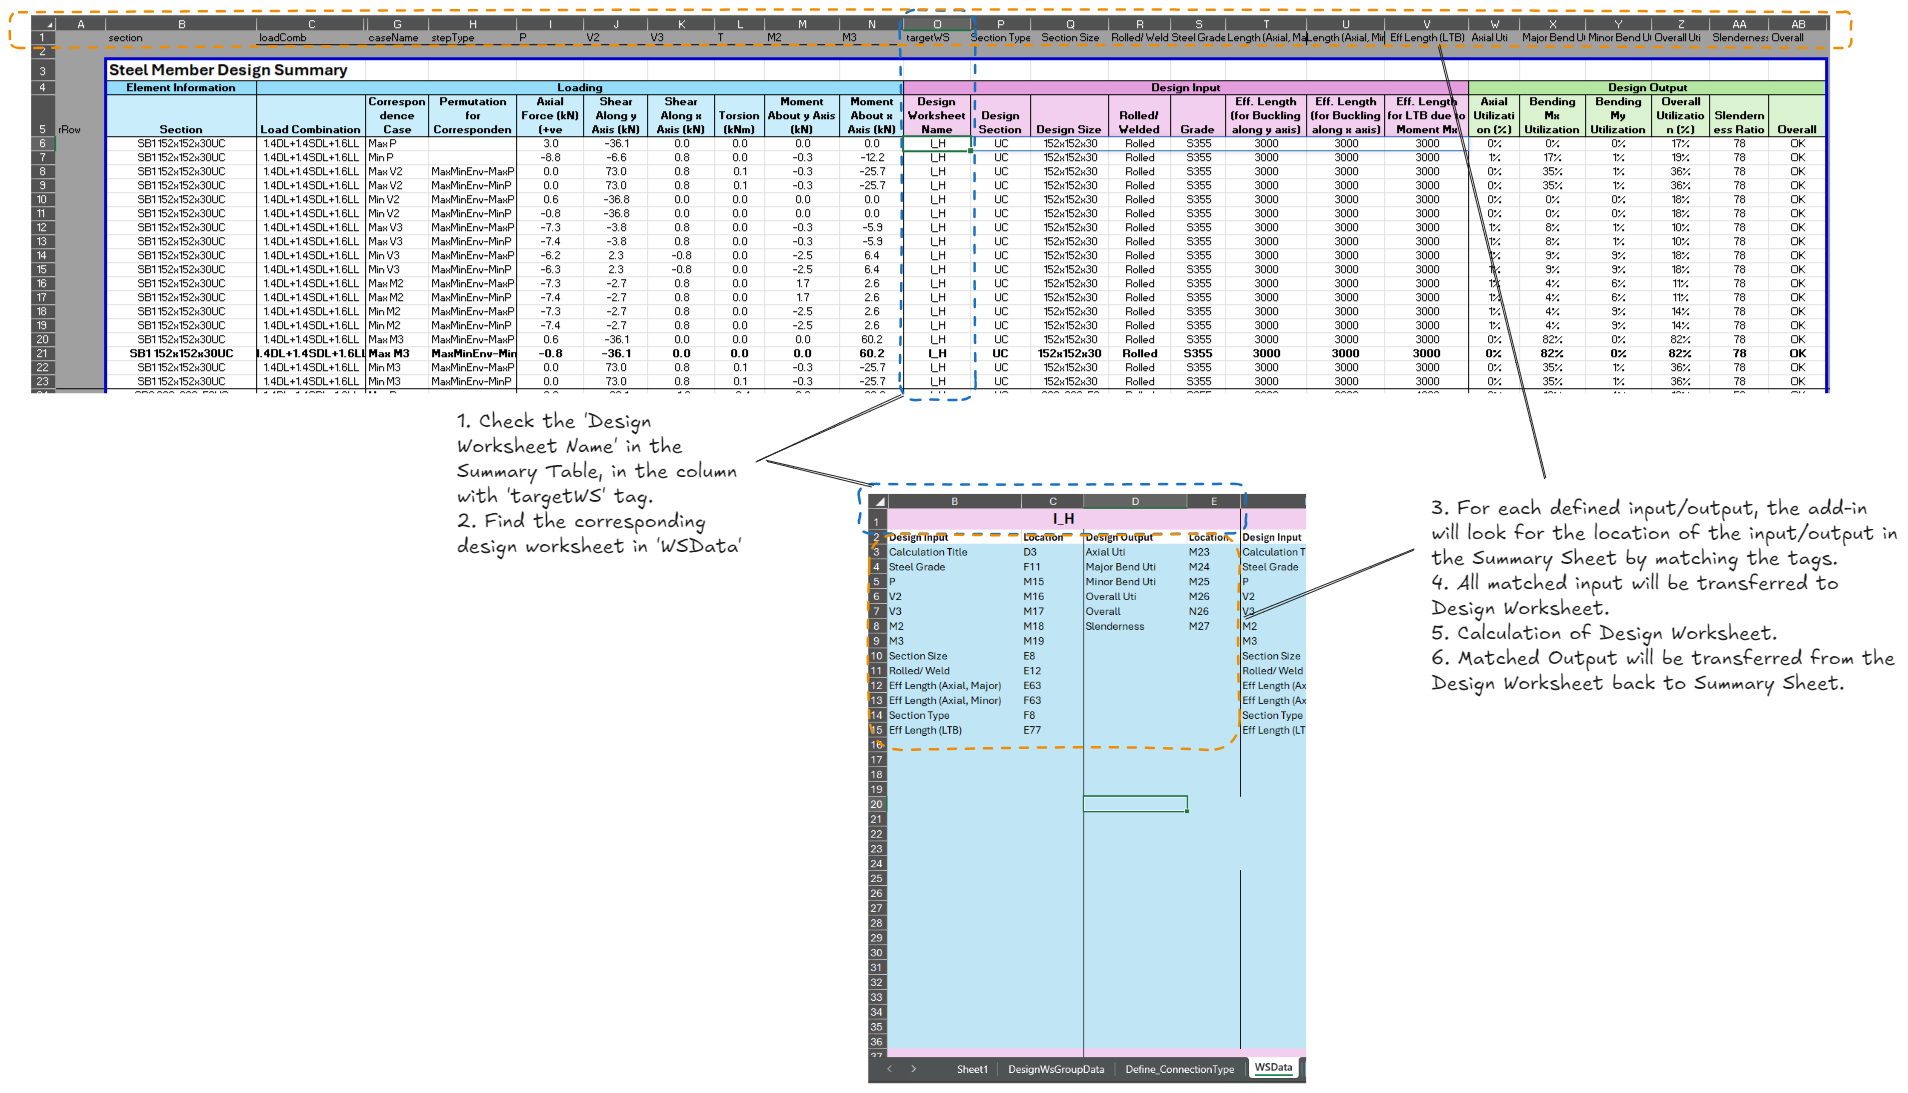 A B C G H I J K L M N O P Q R S T U V W X Z AA AB
1 section loadComb caseName stepType P V2 V3 T M2 M3 targetWS Section Type Section Size Rolled/ Weld Steel Grade Length (Axial, Ma Length (Axial, Mir Eff Length (LTB) Axial Uti Major Bend U Minor Bend U Overall Uti Slenderness Overall
2
3 Steel Member Design Summary
4 Element Information Loading Design Input Design Output
5 rRow Section Load Combination Correspon dence Case Permutation for Corresponden Axial Force (kN) (+ve Shear Along y Axis (kN) Shear Along x Axis (kN) Torsion (kNm) Moment About y Axis (kN) Moment About x Axis (kN) Design Worksheet Name Design Section Design Size Rolled/ Welded Grade Eff. Length (for Buckling along y axis) Eff. Length (for Buckling along x axis) Eff. Length for LTB due to Moment Mx Axial Utilizati on (%) Bending Mx Utilization Bending My Utilization Overall Utilizatio n (%) Slendern ess Ratio Overall
6 SB1 152x152x30UC 1.4DL+1.4SDL+1.6LL Max P 3.0 -36.1 0.0 0.0 0.0 0.0 I_H UC 152x152x30 Rolled S355 3000 3000 3000 0% 0% 0% 17% 78 OK
7 SB1 152x152x30UC 1.4DL+1.4SDL+1.6LL Min P -8.8 -6.6 0.8 0.0 -0.3 -12.2 I_H UC 152x152x30 Rolled S355 3000 3000 3000 1% 17% 1% 19% 78 OK
8 SB1 152x152x30UC 1.4DL+1.4SDL+1.6LL Max V2 MaxMinEnv-MaxP 0.0 73.0 0.8 0.1 -0.3 -25.7 I_H UC 152x152x30 Rolled S355 3000 3000 3000 0% 35% 1% 36% 78 OK
9 SB1 152x152x30UC 1.4DL+1.4SDL+1.6LL Max V2 MaxMinEnv-MinP 0.0 73.0 0.8 0.1 -0.3 -25.7 I_H UC 152x152x30 Rolled S355 3000 3000 3000 0% 35% 1% 36% 78 OK
10 SB1 152x152x30UC 1.4DL+1.4SDL+1.6LL Min V2 MaxMinEnv-MaxP 0.6 -36.8 0.0 0.0 0.0 0.0 I_H UC 152x152x30 Rolled S355 3000 3000 3000 0% 0% 0% 18% 78 OK
11 SB1 152x152x30UC 1.4DL+1.4SDL+1.6LL Min V2 MaxMinEnv-MinP -0.8 -36.8 0.0 0.0 0.0 0.0 I_H UC 152x152x30 Rolled S355 3000 3000 3000 0% 0% 0% 18% 78 OK
12 SB1 152x152x30UC 1.4DL+1.4SDL+1.6LL Max V3 MaxMinEnv-MaxP -7.3 -3.8 0.8 0.0 -0.3 -5.9 I_H UC 152x152x30 Rolled S355 3000 3000 3000 1% 8% 1% 10% 78 OK
13 SB1 152x152x30UC 1.4DL+1.4SDL+1.6LL Max V3 MaxMinEnv-MinP -7.4 -3.8 0.8 0.0 -0.3 -5.9 I_H UC 152x152x30 Rolled S355 3000 3000 3000 1% 8% 1% 10% 78 OK
14 SB1 152x152x30UC 1.4DL+1.4SDL+1.6LL Min V3 MaxMinEnv-MaxP -6.2 2.3 -0.8 0.0 -2.5 6.4 I_H UC 152x152x30 Rolled S355 3000 3000 3000 1% 9% 9% 18% 78 OK
15 SB1 152x152x30UC 1.4DL+1.4SDL+1.6LL Min V3 MaxMinEnv-MinP -6.3 2.3 -0.8 0.0 -2.5 6.4 I_H UC 152x152x30 Rolled S355 3000 3000 3000 1% 9% 9% 18% 78 OK
16 SB1 152x152x30UC 1.4DL+1.4SDL+1.6LL Max M2 MaxMinEnv-MaxP -7.3 -2.7 0.8 0.0 1.7 2.6 I_H UC 152x152x30 Rolled S355 3000 3000 3000 1% 4% 6% 11% 78 OK
17 SB1 152x152x30UC 1.4DL+1.4SDL+1.6LL Max M2 MaxMinEnv-MinP -7.4 -2.7 0.8 0.0 1.7 2.6 I_H UC 152x152x30 Rolled S355 3000 3000 3000 1% 4% 6% 11% 78 OK
18 SB1 152x152x30UC 1.4DL+1.4SDL+1.6LL Min M2 MaxMinEnv-MaxP -7.3 -2.7 0.8 0.0 -2.5 2.6 I_H UC 152x152x30 Rolled S355 3000 3000 3000 1% 4% 9% 14% 78 OK
19 SB1 152x152x30UC 1.4DL+1.4SDL+1.6LL Min M2 MaxMinEnv-MinP -7.4 -2.7 0.8 0.0 -2.5 2.6 I_H UC 152x152x30 Rolled S355 3000 3000 3000 1% 4% 9% 14% 78 OK
20 SB1 152x152x30UC 1.4DL+1.4SDL+1.6LL Max M3 MaxMinEnv-MaxP 0.6 -36.1 0.0 0.0 0.0 60.2 I_H UC 152x152x30 Rolled S355 3000 3000 3000 0% 82% 0% 82% 78 OK
21 SB1 152x152x30UC 1.4DL+1.4SDL+1.6L Max M3 MaxMinEnv-Min -0.8 -36.1 0.0 0.0 0.0 60.2 I_H UC 152x152x30 Rolled S355 3000 3000 3000 0% 82% 0% 82% 78 OK
22 SB1 152x152x30UC 1.4DL+1.4SDL+1.6LL Min M3 MaxMinEnv-MaxP 0.0 73.0 0.8 0.1 -0.3 -25.7 I_H UC 152x152x30 Rolled S355 3000 3000 3000 0% 35% 1% 36% 78 OK
23 SB1 152x152x30UC 1.4DL+1.4SDL+1.6LL Min M3 MaxMinEnv-MinP 0.0 73.0 0.8 0.1 -0.3 -25.7 I_H UC 152x152x30 Rolled S355 3000 3000 3000 0% 35% 1% 36% 78 OK
1. Check the 'Design
Worksheet Name' in the
Summary Table, in the column
with 'targetWS' tag.
2. Find the corresponding
design worksheet in 'WSData'
B C D E
1 I_H
2 Design Input Location Design Output Location Design Input
3 Calculation Title D3 Axial Uti M23 Calculation T
4 Steel Grade F11 Major Bend Uti M24 Steel Grade
5 P M15 Minor Bend Uti M25 P
6 V2 M16 Overall Uti M26 V2
7 V3 M17 Overall N26 V3
8 M2 M18 Slenderness M27 M2
9 M3 M19 M3
10 Section Size E8 Section Size
11 Rolled/ Weld E12 Rolled/ Weld
12 Eff Length (Axial, Major) E63 Eff Length (Ax
13 Eff Length (Axial, Minor) F63 Eff Length (Ax
14 Section Type F8 Section Type
15 Eff Length (LTB) E77 Eff Length (LT
16
17
18
19
20
21
22
23
24
25
26
27
28
29
30
31
32
33
34
35
36
37
Sheet1 DesignWsGroupData Define_ConnectionType WSData
3. For each defined input/output, the add-in
will look for the location of the input/output in
the Summary Sheet by matching the tags.
4. All matched input will be transferred to
Design Worksheet.
5. Calculation of Design Worksheet.
6. Matched Output will be transferred from the
Design Worksheet back to Summary Sheet.